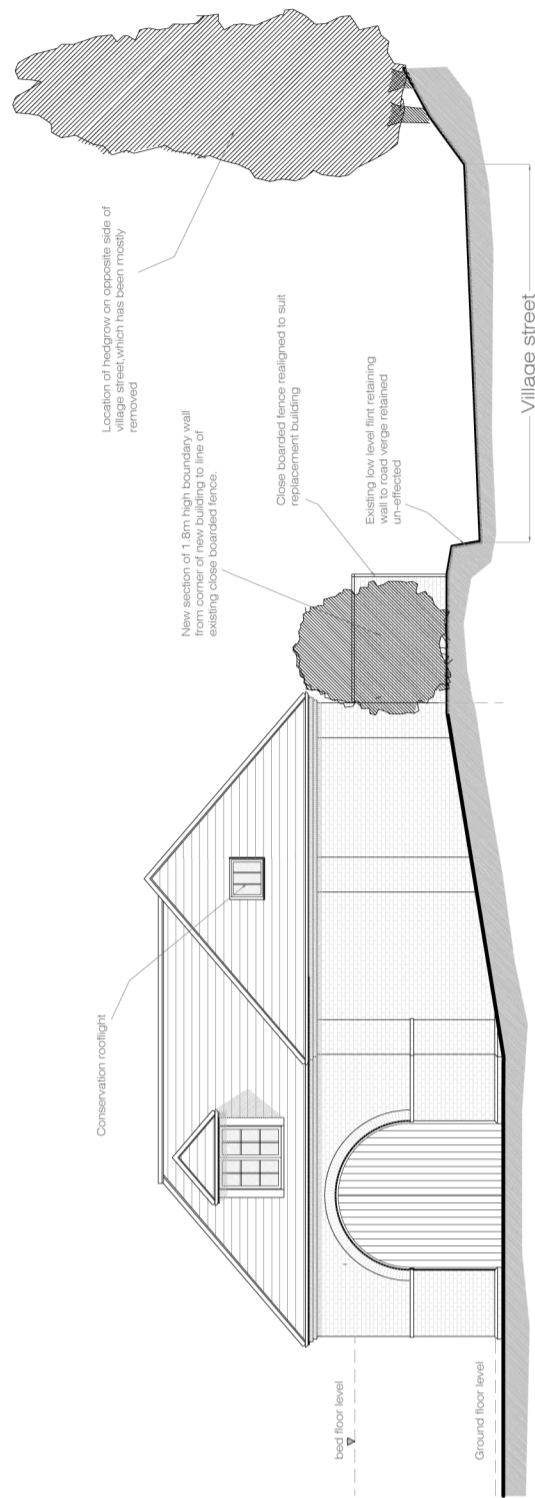 Conservation rooflight
New section of 1.8m high boundary wall
from corner of new building to line of
existing close boarded fence.
Location of hedgrow on opposite side of
village street,which has been mostly
removed
Close boarded fence realigned to suit
replacement building
Existing low level flint retaining
wall to road verge retained
un-effected
bed floor level
Ground floor level
Village street